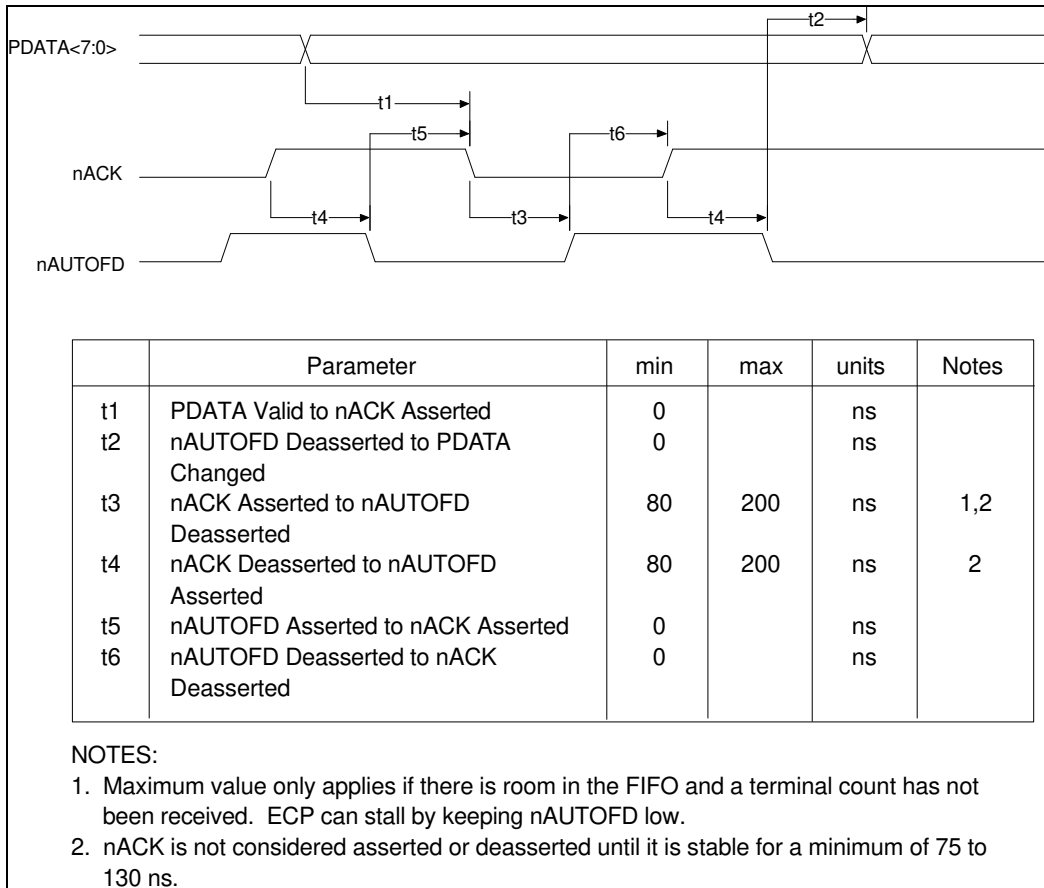 t2
PDATA<7:0>
t1
t5 t6
nACK
t4 t3 t4
nAUTOFD
Parameter min max units Notes
t1 PDATA Valid to nACK Asserted 0 ns
t2 nAUTOFD Deasserted to PDATA 0 ns
Changed
t3 nACK Asserted to nAUTOFD 80 200 ns 1,2
Deasserted
t4 nACK Deasserted to nAUTOFD 80 200 ns 2
Asserted
t5 nAUTOFD Asserted to nACK Asserted 0 ns
t6 nAUTOFD Deasserted to nACK 0 ns
Deasserted
NOTES:
1. Maximum value only applies if there is room in the FIFO and a terminal count has not
been received. ECP can stall by keeping nAUTOFD low.
2. nACK is not considered asserted or deasserted until it is stable for a minimum of 75 to
130 ns.